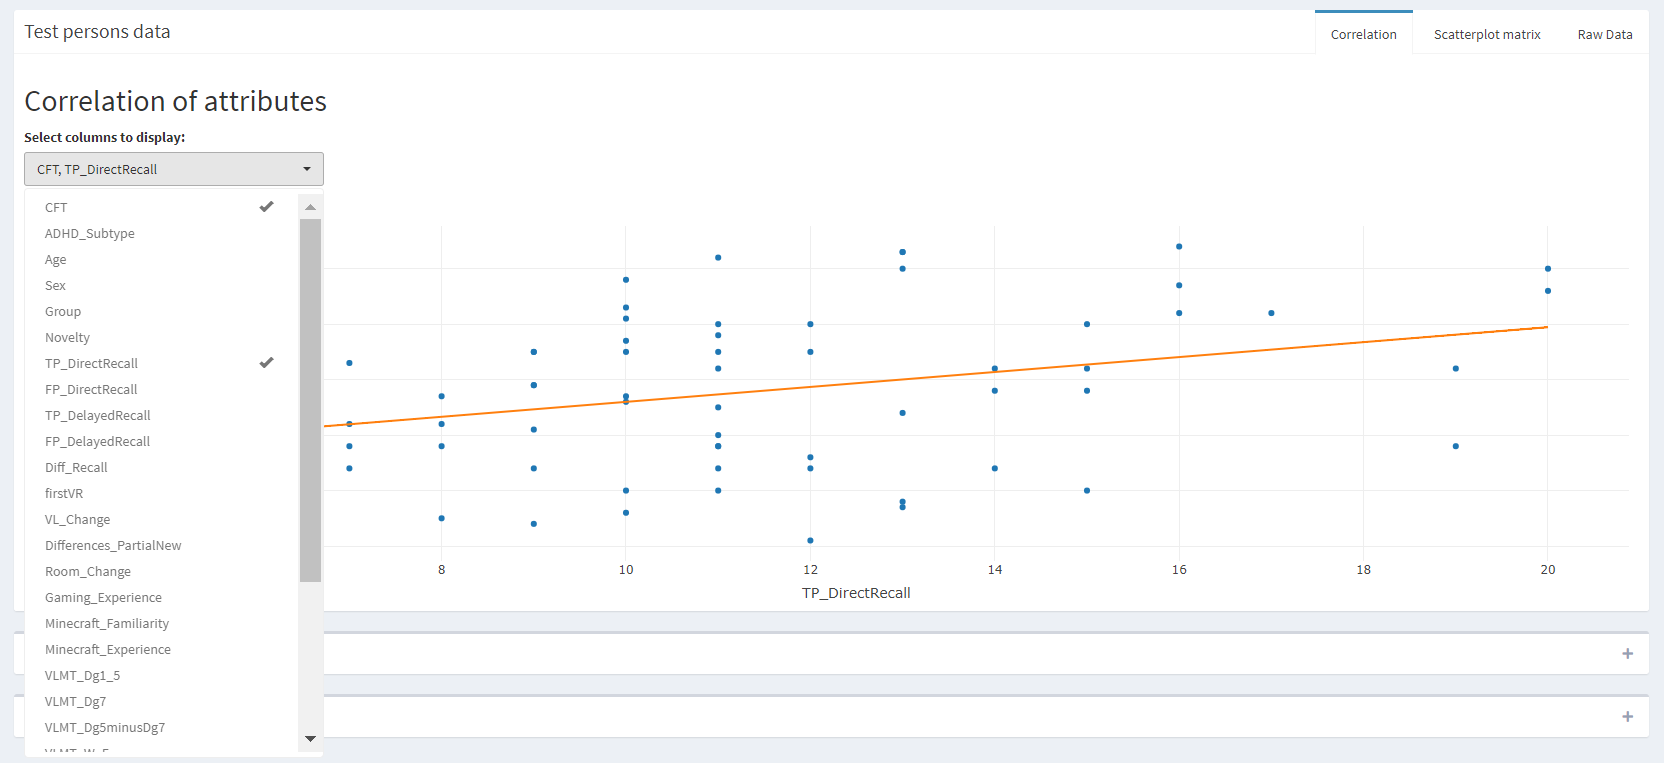 Test persons data
Correlation
Scatterplot matrix
Raw Data
Correlation of attributes
Select columns to display:
CFT, TP_DirectRecall
CFT
ADHD_Subtype
Age
Sex
Group
Novelty
TP_DirectRecall
FP_DirectRecall
TP_DelayedRecall
FP_DelayedRecall
Diff_Recall
firstVR
VL_Change
Differences_PartialNew
Room_Change
Gaming_Experience
Minecraft_Familiarity
Minecraft_Experience
VLMT_Dg1_5
VLMT_Dg7
VLMT_Dg5minusDg7
8 10 12 14 16 18 20
TP_DirectRecall